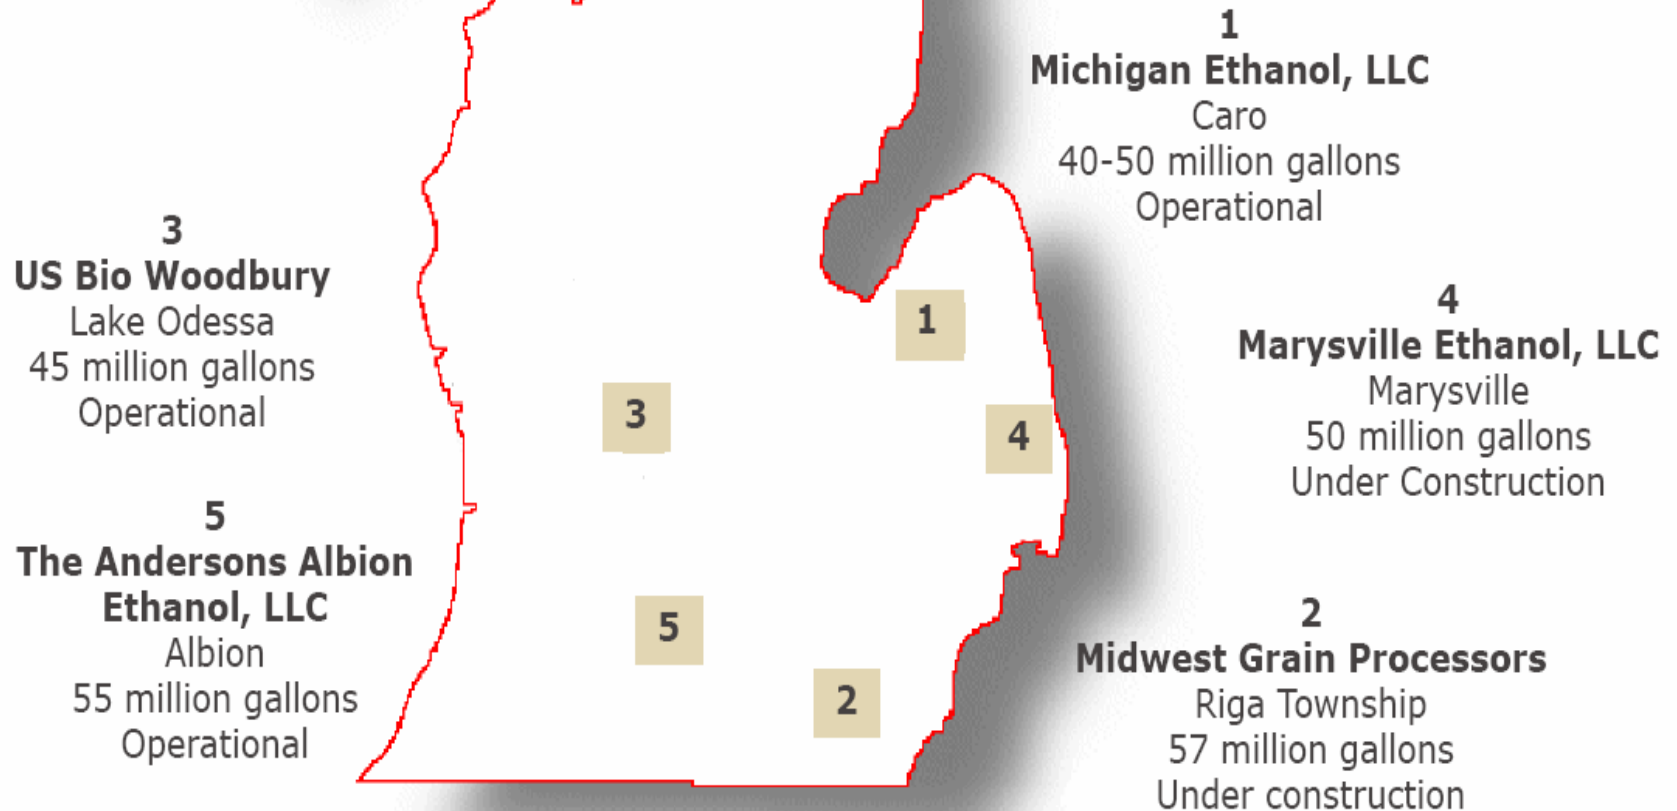 1
Michigan Ethanol, LLC
Caro
40-50 million gallons
Operational
3
US Bio Woodbury
Lake Odessa
45 million gallons
Operational
4
Marysville Ethanol, LLC
Marysville
50 million gallons
Under Construction
5
The Andersons Albion
Ethanol, LLC
Albion
55 million gallons
Operational
2
Midwest Grain Processors
Riga Township
57 million gallons
Under construction
1
3
4
5
2